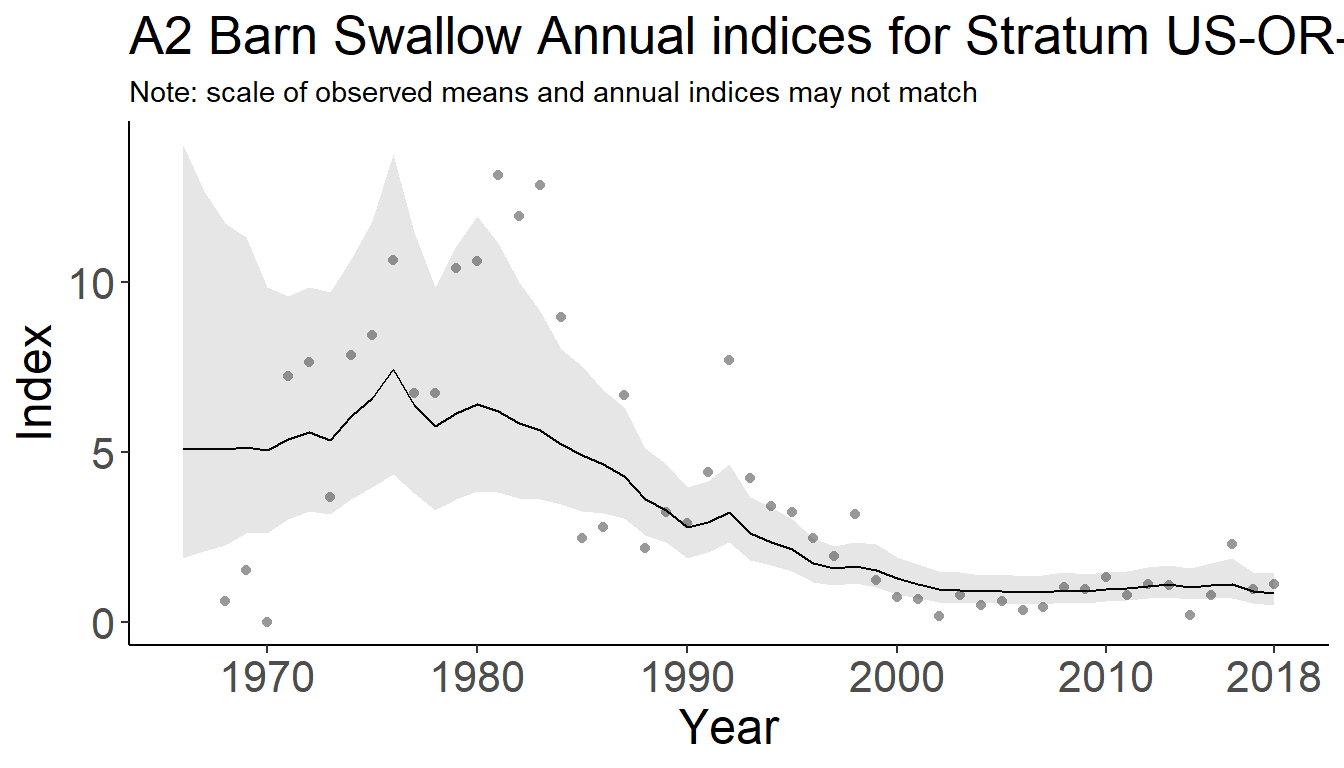 A2 Barn Swallow Annual indices for Stratum US-OR-
Note: scale of observed means and annual indices may not match
Index
10
5
0
1970 1980 1990 2000 2010 2018
Year